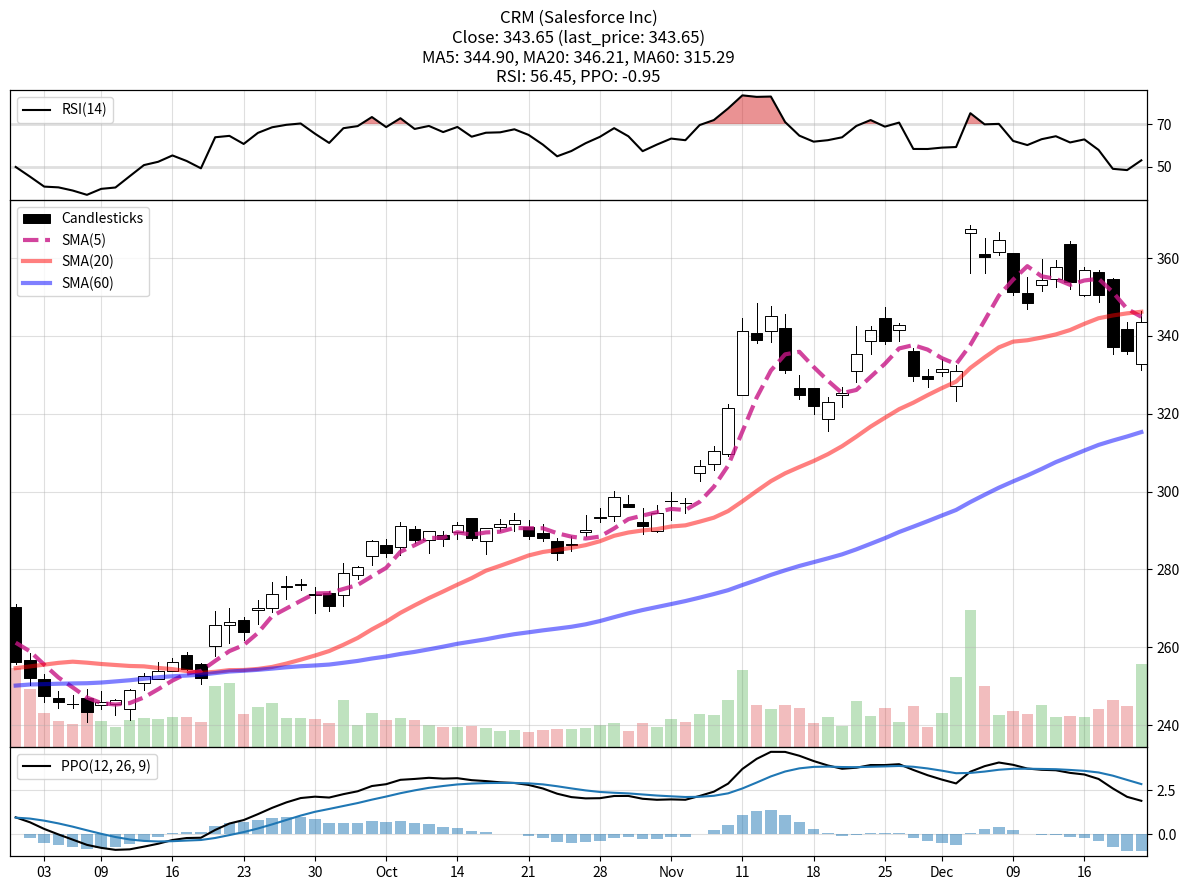 CRM (Salesforce Inc)
Close: 343.65 (last_price: 343.65)
MA5: 344.90, MA20: 346.21, MA60: 315.29
RSI: 56.45, PPO: -0.95
RSI(14)
70
50
Candlesticks
SMA(5)
SMA(20)
SMA(60)
360
340
320
300
280
260
240
PPO(12, 26, 9)
2.5
0.0
03 09 16 23 30 Oct 14 21 28 Nov 11 18 25 Dec 09 16